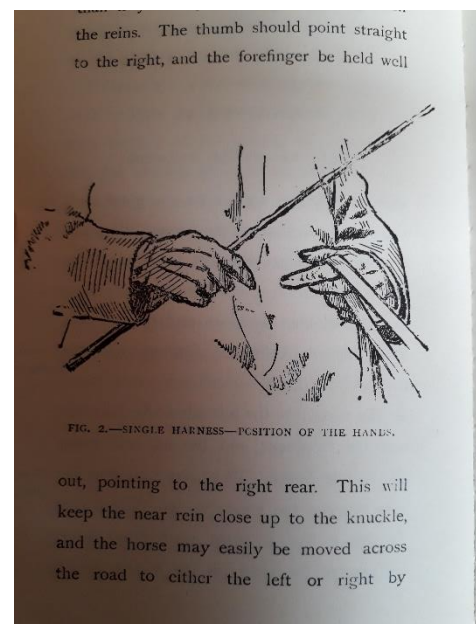 the reins. The thumb should point straight
to the right, and the forefinger be held well
FIG. 2.—SINGLE HARNESS—POSITION OF THE HANDS.
out, pointing to the right rear. This will
keep the near rein close up to the knuckle,
and the horse may easily be moved across
the road to either the left or right by